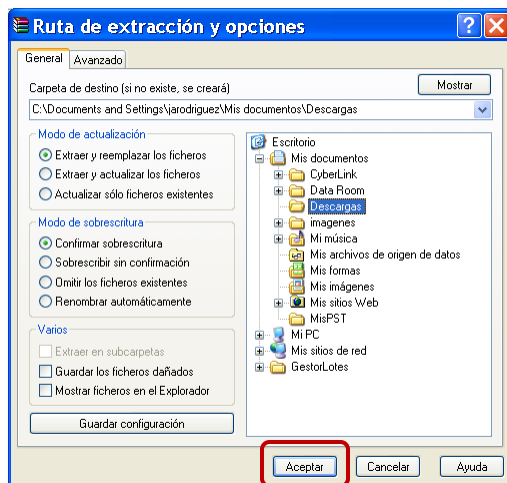 Ruta de extracción y opciones
General
Avanzado
Carpeta de destino (si no existe, se creará)
Mostrar
C:\Documents and Settings\jarodriguez\Mis documentos\Descargas
Modo de actualización
Extraer y reemplazar los ficheros
Extraer y actualizar los ficheros
Actualizar sólo ficheros existentes
Modo de sobrescritura
Confirmar sobrescritura
Sobrescribir sin confirmación
Omitir los ficheros existentes
Renombrar automáticamente
Varios
Extraer en subcarpetas
Guardar los ficheros dañados
Mostrar ficheros en el Explorador
Guardar configuración
Escritorio
Mis documentos
CyberLink
Data Room
Descargas
imagenes
Mi música
Mis archivos de origen de datos
Mis formas
Mis imágenes
Mis sitios Web
MisPST
Mi PC
Mis sitios de red
GestorLotes
Aceptar
Cancelar
Ayuda